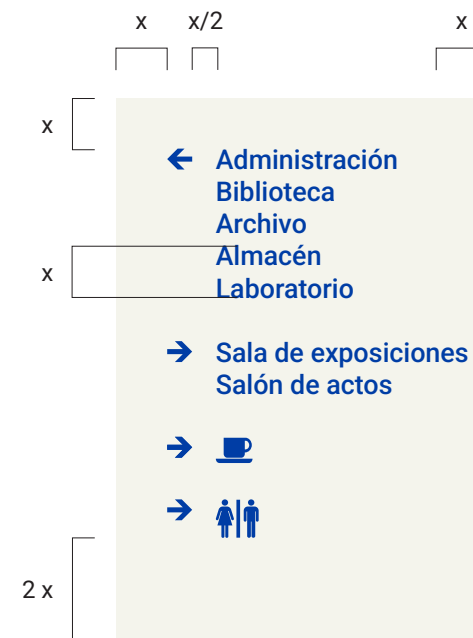 x x/2 x
x
← Administración
Biblioteca
Archivo
Almacén
x
Laboratorio
→ Sala de exposiciones
Salón de actos
→
→
2 x